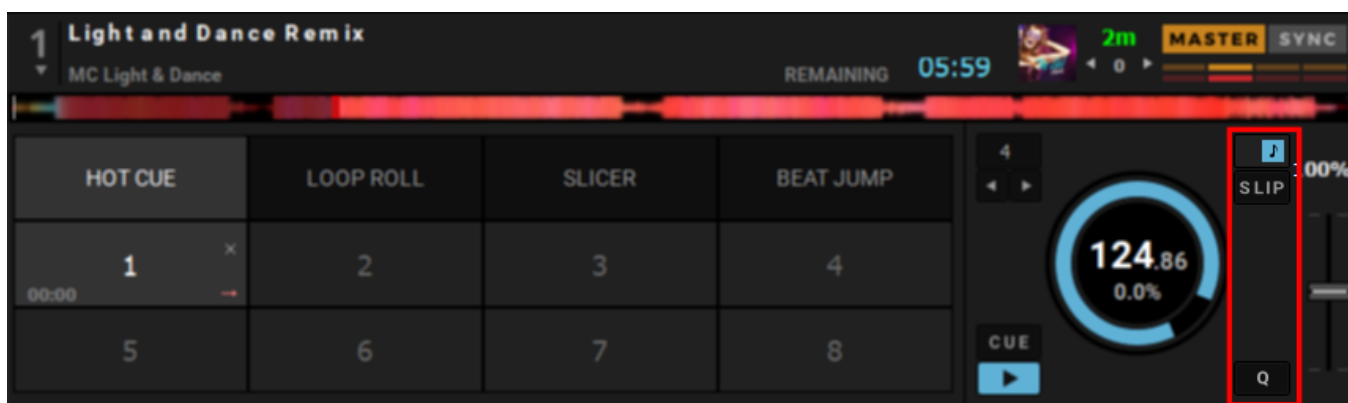 1
Light and Dance Remix
MC Light & Dance
REMAINING 05:59
2m
0
MASTER SYNC
HOT CUE LOOP ROLL SLICER BEAT JUMP
1 2 3 4
00:00
5 6 7 8
4
124.86
0.0%
CUE
SLIP
Q
100%